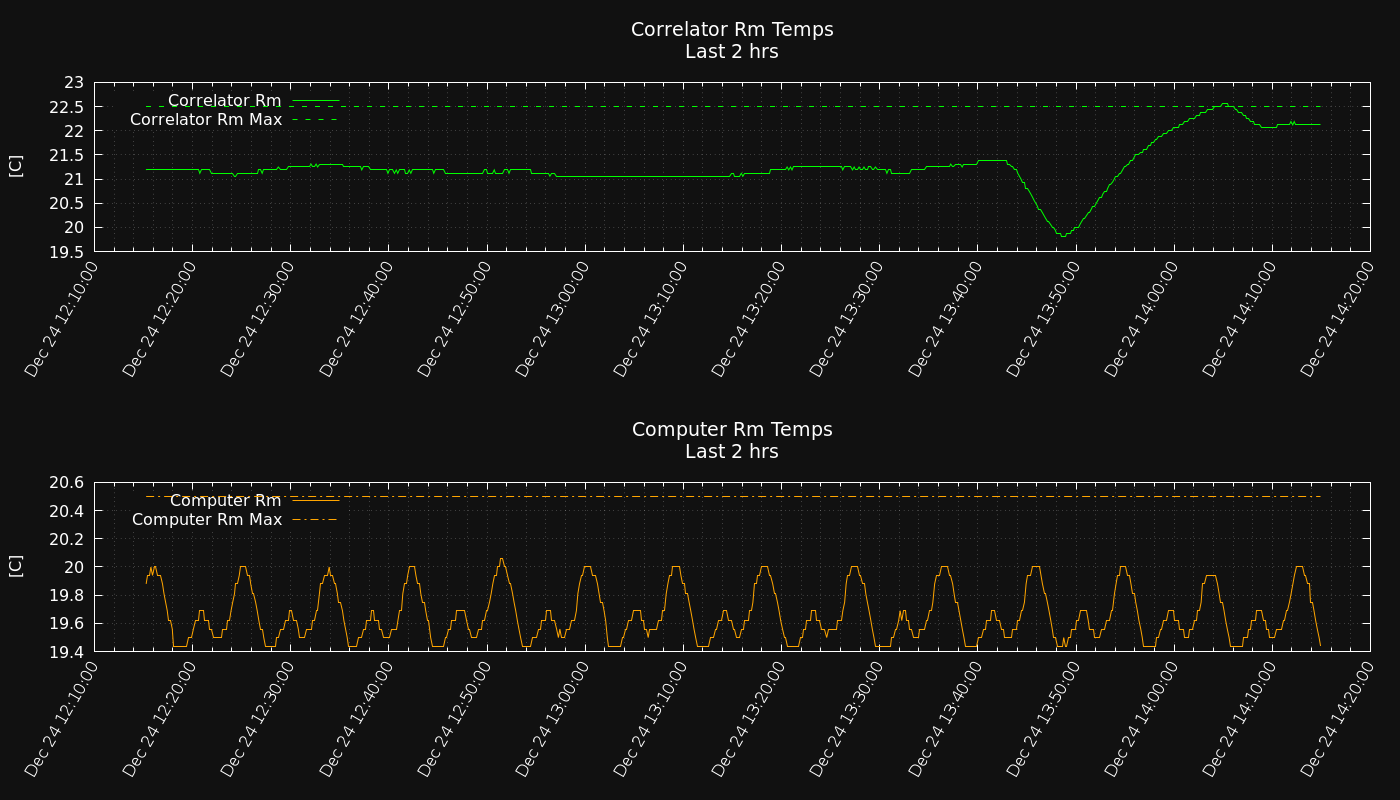 Correlator Rm Temps
Last 2 hrs
23
22.5
22
21.5
21
20.5
20
19.5
[C]
Correlator Rm
Correlator Rm Max
Dec 24 12:10:00
Dec 24 12:20:00
Dec 24 12:30:00
Dec 24 12:40:00
Dec 24 12:50:00
Dec 24 13:00:00
Dec 24 13:10:00
Dec 24 13:20:00
Dec 24 13:30:00
Dec 24 13:40:00
Dec 24 13:50:00
Dec 24 14:00:00
Dec 24 14:10:00
Dec 24 14:20:00
Computer Rm Temps
Last 2 hrs
20.6
20.4
20.2
20
19.8
19.6
19.4
[C]
Computer Rm
Computer Rm Max
Dec 24 12:10:00
Dec 24 12:20:00
Dec 24 12:30:00
Dec 24 12:40:00
Dec 24 12:50:00
Dec 24 13:00:00
Dec 24 13:10:00
Dec 24 13:20:00
Dec 24 13:30:00
Dec 24 13:40:00
Dec 24 13:50:00
Dec 24 14:00:00
Dec 24 14:10:00
Dec 24 14:20:00